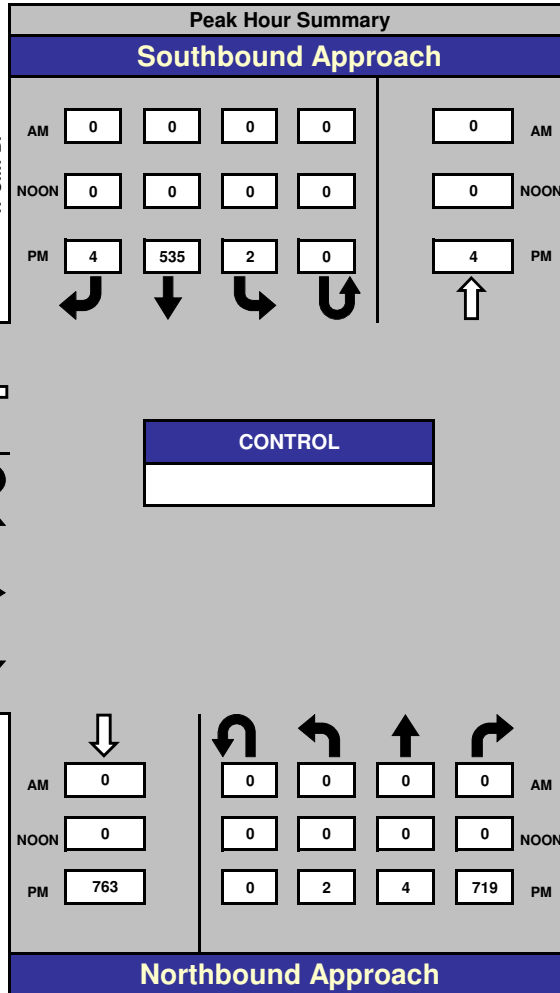 Peak Hour Summary
Southbound Approach
AM 0 0 0 0 0 AM
NOON 0 0 0 0 0 NOON
PM 4 535 2 0 4 PM
CONTROL
AM 0 0 0 0 0 AM
NOON 0 0 0 0 0 NOON
PM 763 0 2 4 719 PM
Northbound Approach